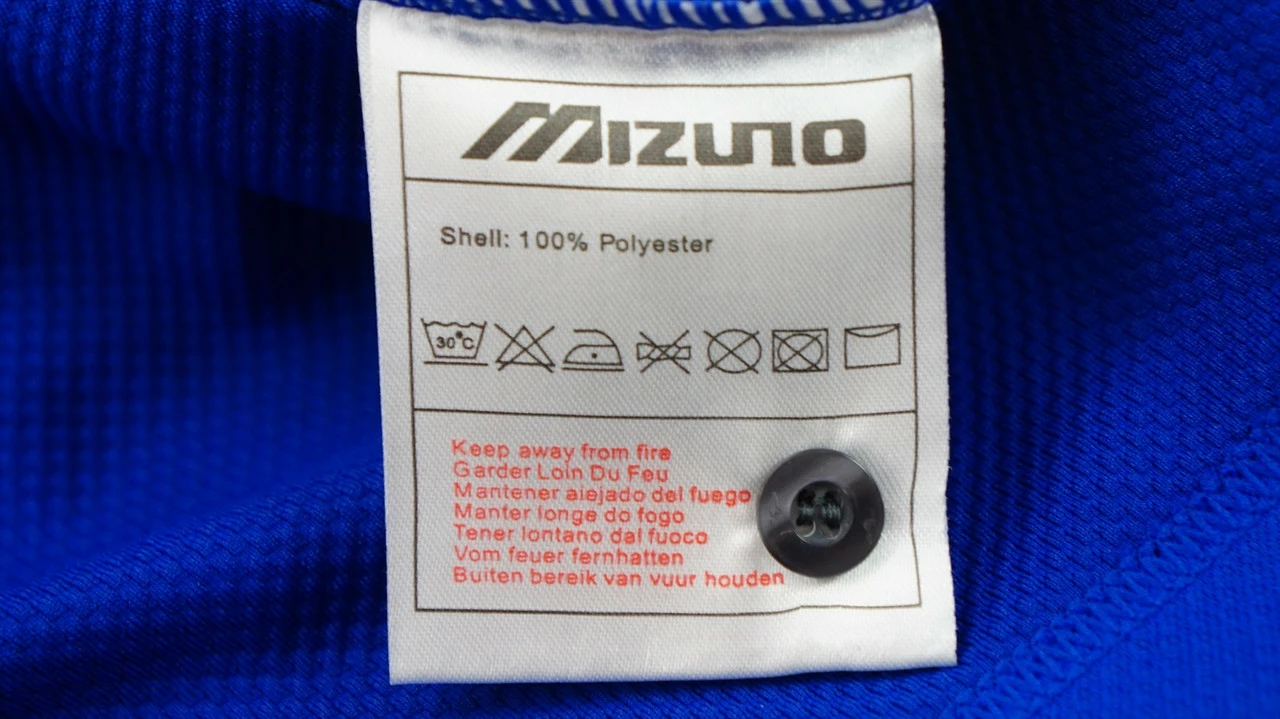 MIZUNO
Shell: 100% Polyester
30°C
Keep away from fire
Garder Loin Du Feu
Mantener alejado del fuego
Manter longe do fogo
Tener lontano dal fuoco
Vom feuer fernhatten
Buiten bereik van vuur houden